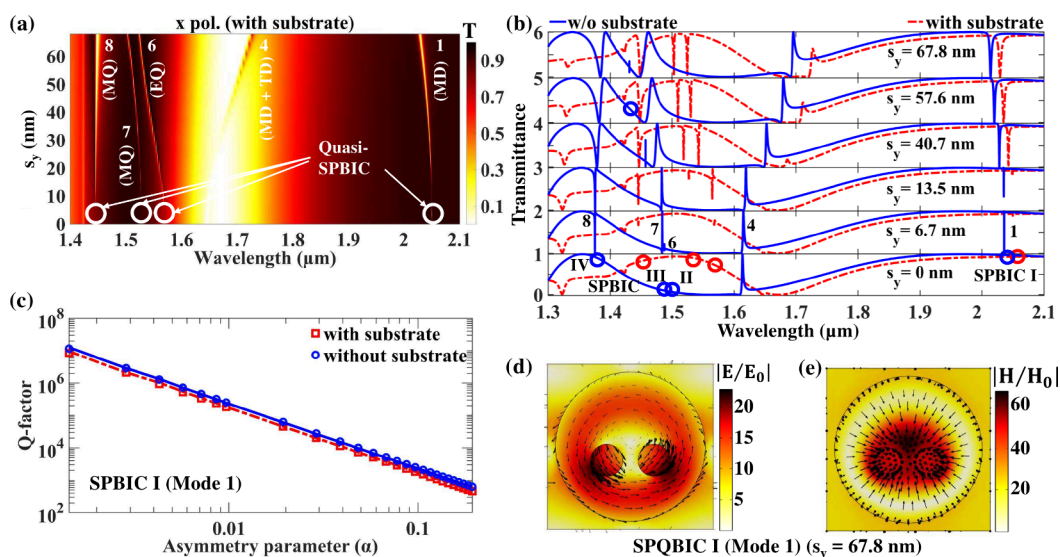 (a)
x pol. (with substrate)
T
s_y (nm)
60
50
40
30
20
10
0
8
(MQ)
6
(EQ)
7
(MQ)
4
(MD + TD)
1
(MD)
Quasi-
SPBIC
0.9
0.7
0.5
0.3
0.1
1.4 1.5 1.6 1.7 1.8 1.9 2.0 2.1
Wavelength (µm)
(b)
w/o substrate
with substrate
Transmittance
6
5
4
3
2
1
0
s_y = 67.8 nm
s_y = 57.6 nm
s_y = 40.7 nm
s_y = 13.5 nm
s_y = 6.7 nm
s_y = 0 nm
8
7
6
4
1
IV
SPBIC
III
II
SPBIC I
1.3 1.4 1.5 1.6 1.7 1.8 1.9 2.0 2.1
Wavelength (µm)
(c)
with substrate
without substrate
Q-factor
10^8
10^6
10^4
10^2
SPBIC I (Mode 1)
0.01 0.1
Asymmetry parameter (α)
(d)
|E/E_0|
20
15
10
5
(e)
|H/H_0|
60
40
20
SPQBIC I (Mode 1) (s_y = 67.8 nm)